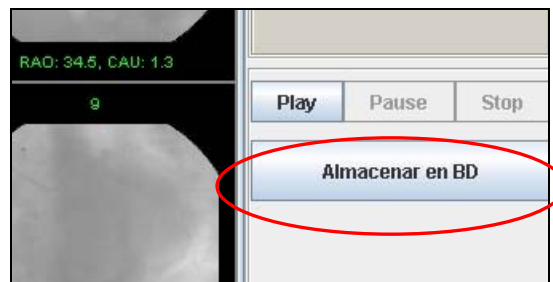 RAO: 34.5, CAU: 1.3
9
Play Pause Stop
Almacenar en BD